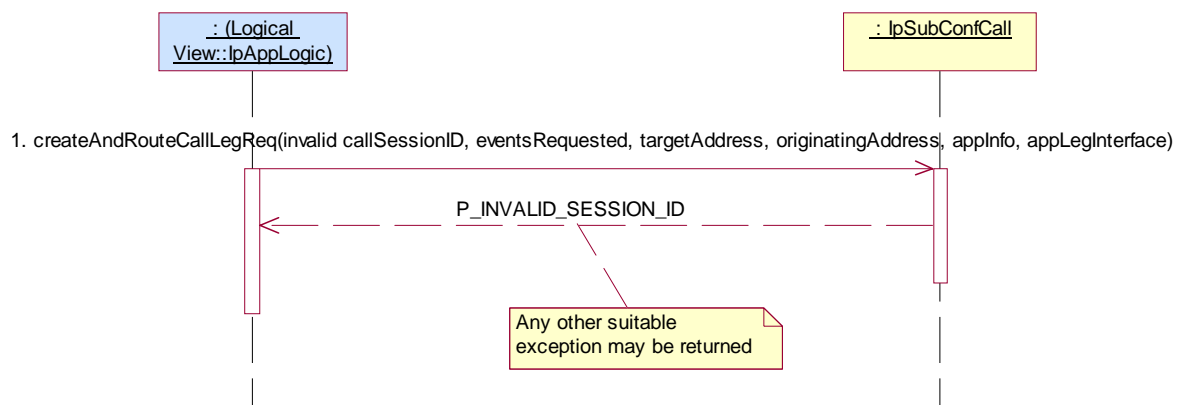 : (Logical
View::IpAppLogic)
: IpSubConfCall
1. createAndRouteCallLegReq(invalid callSessionID, eventsRequested, targetAddress, originatingAddress, appInfo, appLegInterface)
P_INVALID_SESSION_ID
Any other suitable
exception may be returned